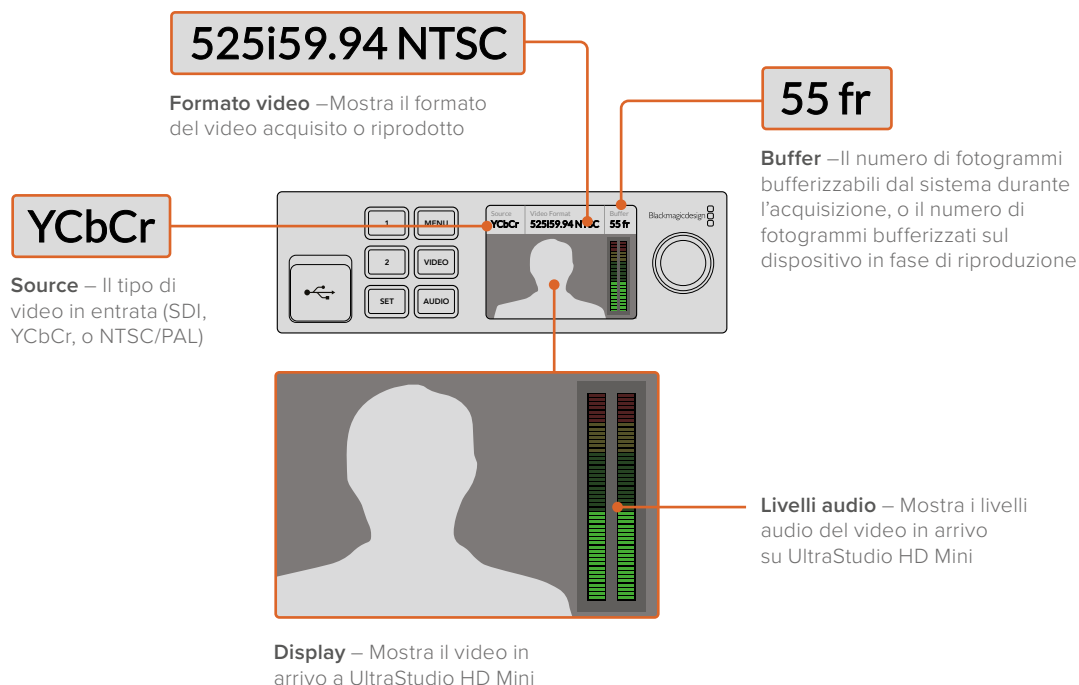 525i59.94 NTSC
Formato video –Mostra il formato
del video acquisito o riprodotto
55 fr
Buffer –Il numero di fotogrammi
bufferizzabili dal sistema durante
l'acquisizione, o il numero di
fotogrammi bufferizzati sul
dispositivo in fase di riproduzione
YCbCr
Source – Il tipo di
video in entrata (SDI,
YCbCr, o NTSC/PAL)
1
MENU
2
VIDEO
SET
AUDIO
Source
Video Format
Buffer
YCbCr
525I59.94 NTSC
55 fr
Blackmagicdesign
Livelli audio – Mostra i livelli
audio del video in arrivo
su UltraStudio HD Mini
Display – Mostra il video in
arrivo a UltraStudio HD Mini